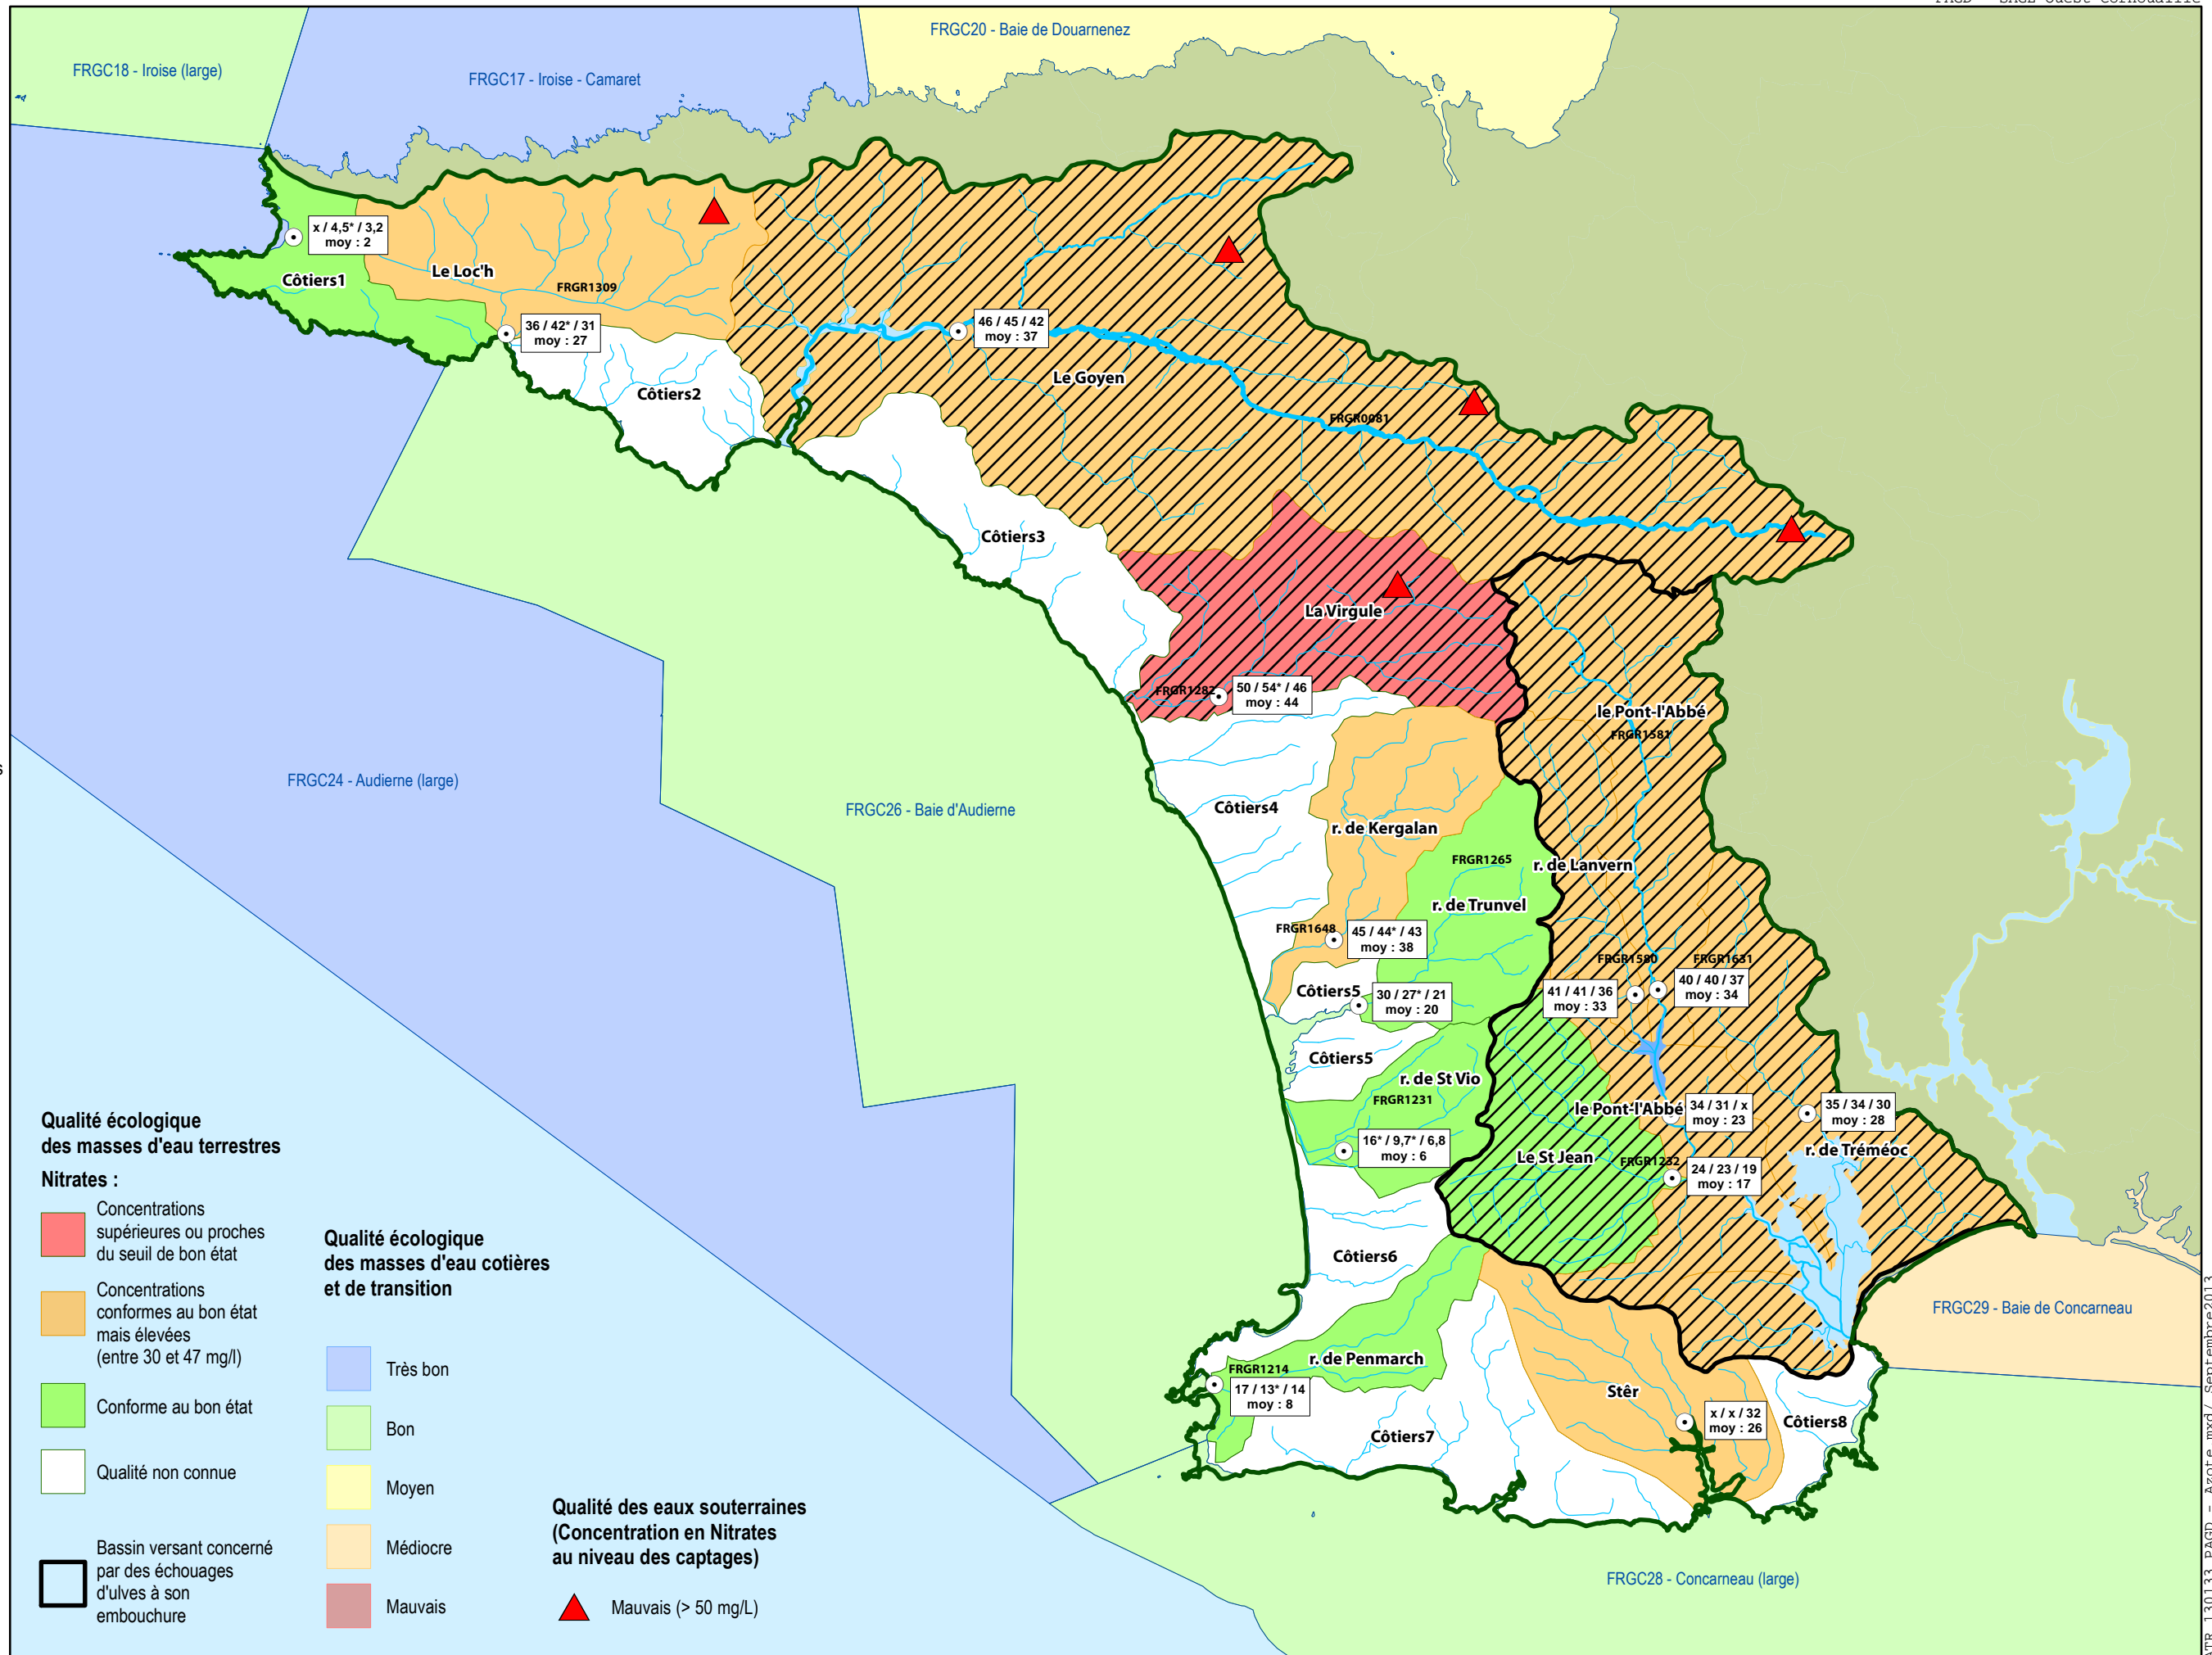 FRGC20 - Baie de Douarnenez
FRGC18 - Iroise (large)
FRGC17 - Iroise - Camaret
x / 4,5* / 3,2
moy : 2
Côtiers1
Le Loc'h
FRGR1309
36 / 42* / 31
moy : 27
46 / 45 / 42
moy : 37
Côtiers2
Le Goyen
FRGR0081
Côtiers3
La Virgule
FRGR1282
50 / 54* / 46
moy : 44
le Pont-l'Abbé
FRGR1581
FRGC24 - Audierne (large)
FRGC26 - Baie d'Audierne
Côtiers4
r. de Kergalan
FRGR1265
r. de Lanvern
r. de Trunvel
FRGR1648
45 / 44* / 43
moy : 38
FRGR1580
FRGR1631
Côtiers5
30 / 27* / 21
moy : 20
41 / 41 / 36
moy : 33
40 / 40 / 37
moy : 34
Côtiers5
r. de St Vio
FRGR1231
le Pont-l'Abbé
34 / 31 / x
moy : 23
35 / 34 / 30
moy : 28
16* / 9,7* / 6,8
moy : 6
Le St Jean
FRGR1232
r. de Tréméoc
24 / 23 / 19
moy : 17
Côtiers6
FRGC29 - Baie de Concarneau
r. de Penmarch
FRGR1214
17 / 13* / 14
moy : 8
Stêr
x / x / 32
moy : 26
Côtiers7
Côtiers8
FRGC28 - Concarneau (large)
Qualité écologique
des masses d'eau terrestres
Nitrates :
Concentrations
supérieures ou proches
du seuil de bon état
Concentrations
conformes au bon état
mais élevées
(entre 30 et 47 mg/l)
Conforme au bon état
Qualité non connue
Bassin versant concerné
par des échouages
d'ulves à son
embouchure
Qualité écologique
des masses d'eau cotières
et de transition
Très bon
Bon
Moyen
Médiocre
Mauvais
Qualité des eaux souterraines
(Concentration en Nitrates
au niveau des captages)
Mauvais (> 50 mg/L)
130133_PAGD - Azote.mxd/ Septembre2013